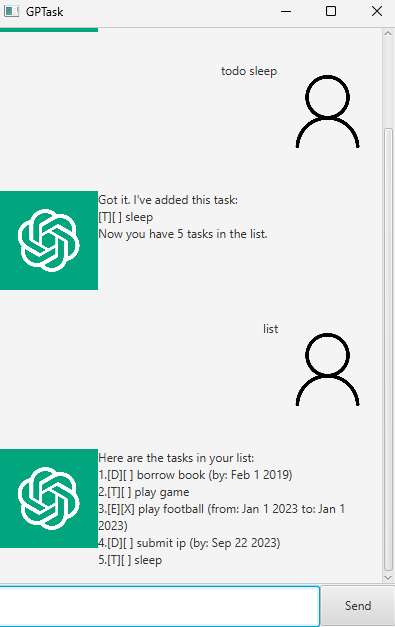 GPTask
todo sleep
Got it. I've added this task:
[T][ ] sleep
Now you have 5 tasks in the list.
list
Here are the tasks in your list:
1.[D][ ] borrow book (by: Feb 1 2019)
2.[T][ ] play game
3.[E][X] play football (from: Jan 1 2023 to: Jan 1
2023)
4.[D][ ] submit ip (by: Sep 22 2023)
5.[T][ ] sleep
Send